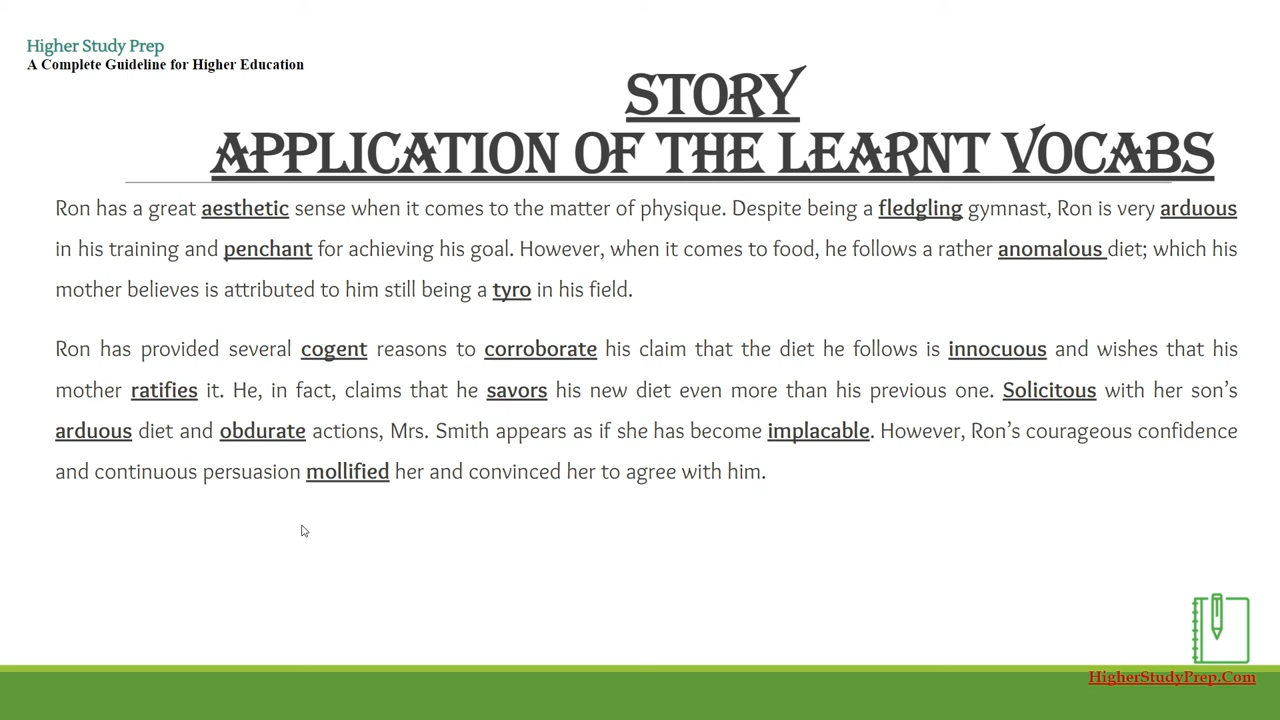 Higher Study Prep
A Complete Guideline for Higher Education
STORY
APPLICATION OF THE LEARNT VOCABS
Ron has a great aesthetic sense when it comes to the matter of physique. Despite being a fledgling gymnast, Ron is very arduous
in his training and penchant for achieving his goal. However, when it comes to food, he follows a rather anomalous diet; which his
mother believes is attributed to him still being a tyro in his field.
Ron has provided several cogent reasons to corroborate his claim that the diet he follows is innocuous and wishes that his
mother ratifies it. He, in fact, claims that he savors his new diet even more than his previous one. Solicitous with her son’s
arduous diet and obdurate actions, Mrs. Smith appears as if she has become implacable. However, Ron’s courageous confidence
and continuous persuasion mollified her and convinced her to agree with him.
HigherStudyPrep.Com